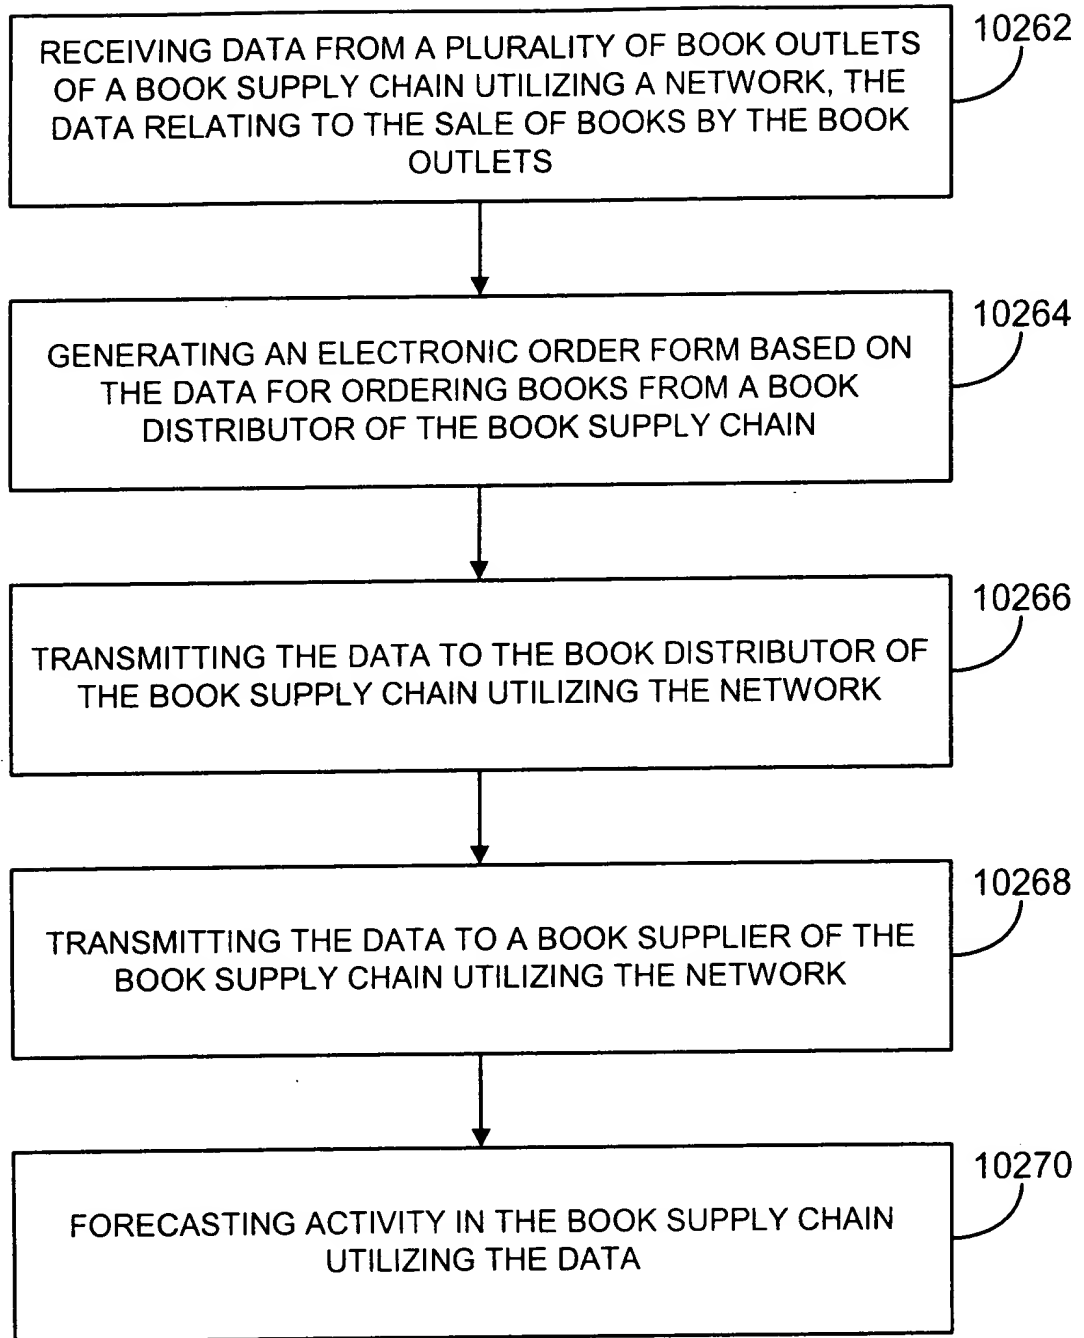 10262
RECEIVING DATA FROM A PLURALITY OF BOOK OUTLETS
OF A BOOK SUPPLY CHAIN UTILIZING A NETWORK, THE
DATA RELATING TO THE SALE OF BOOKS BY THE BOOK
OUTLETS
10264
GENERATING AN ELECTRONIC ORDER FORM BASED ON
THE DATA FOR ORDERING BOOKS FROM A BOOK
DISTRIBUTOR OF THE BOOK SUPPLY CHAIN
10266
TRANSMITTING THE DATA TO THE BOOK DISTRIBUTOR OF
THE BOOK SUPPLY CHAIN UTILIZING THE NETWORK
10268
TRANSMITTING THE DATA TO A BOOK SUPPLIER OF THE
BOOK SUPPLY CHAIN UTILIZING THE NETWORK
10270
FORECASTING ACTIVITY IN THE BOOK SUPPLY CHAIN
UTILIZING THE DATA